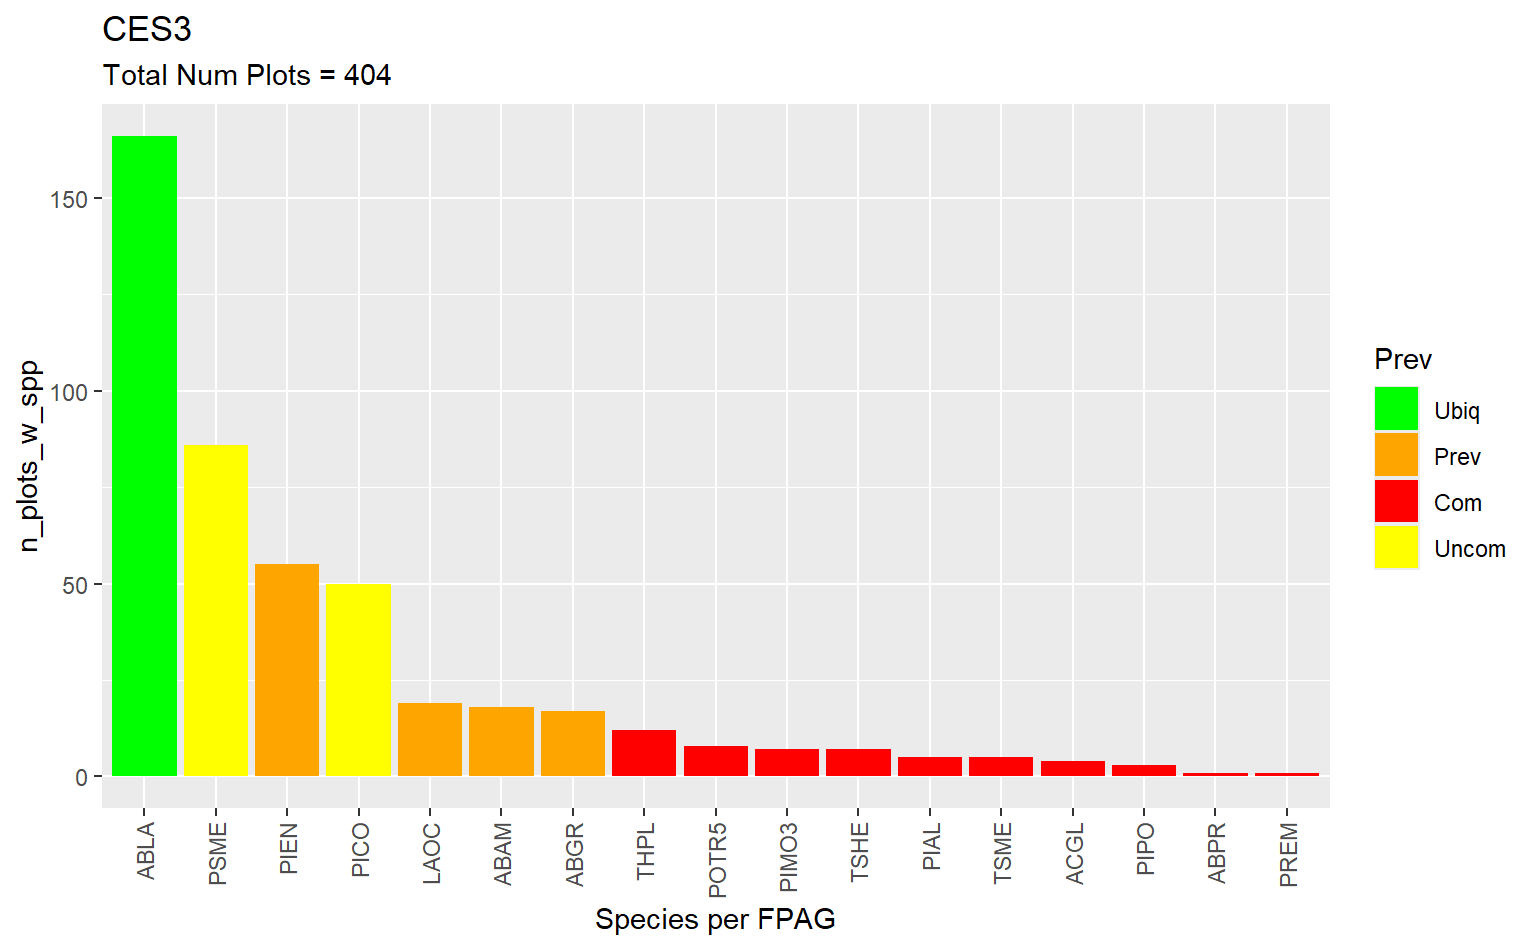 CES3
Total Num Plots = 404
n_plots_w_spp
150
100
50
0
ABLA
PSME
PIEN
PICO
LAOC
ABAM
ABGR
THPL
POTR5
PIMO3
TSHE
PIAL
TSME
ACGL
PIPO
ABPR
PREM
Species per FPAG
Prev
Ubiq
Prev
Com
Uncom